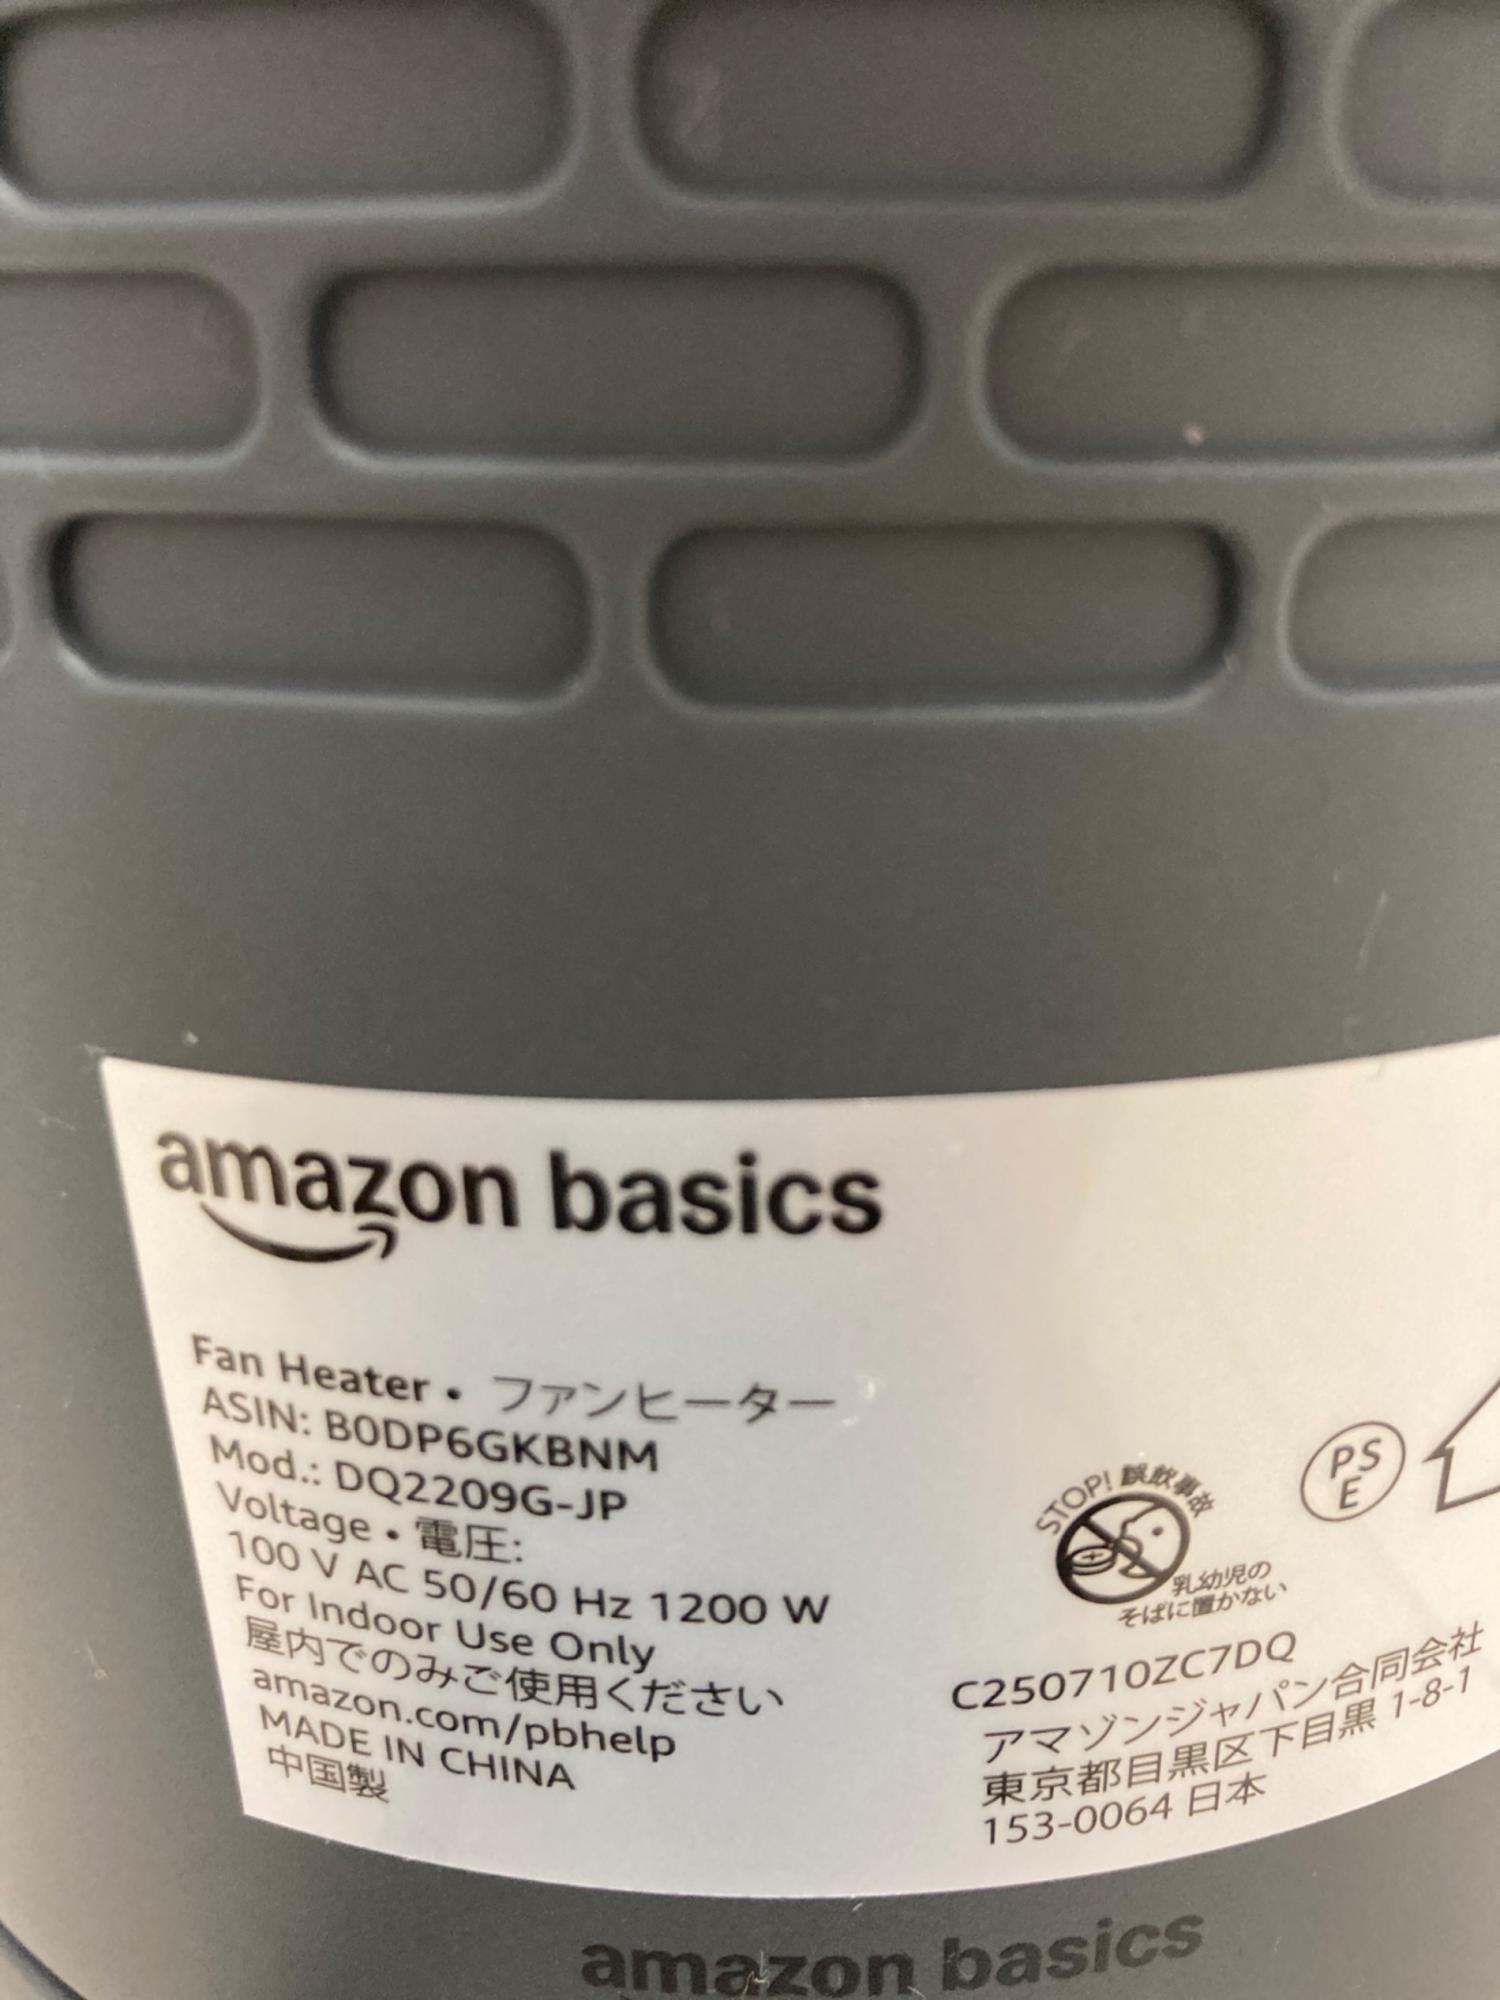 amazon basics
Fan Heater • ファンヒーター
ASIN: B0DP6GKBNM
Mod.: DQ2209G-JP
Voltage • 電圧:
100 V AC 50/60 Hz 1200 W
For Indoor Use Only
屋内でのみご使用ください
amazon.com/pbhelp
MADE IN CHINA
中国製
STOP! 誤飲事故
乳幼児の
そばに置かない
PS
E
C250710ZC7DQ
アマゾンジャパン合同会社
東京都目黒区下目黒 1-8-1
153-0064 日本
amazon basics